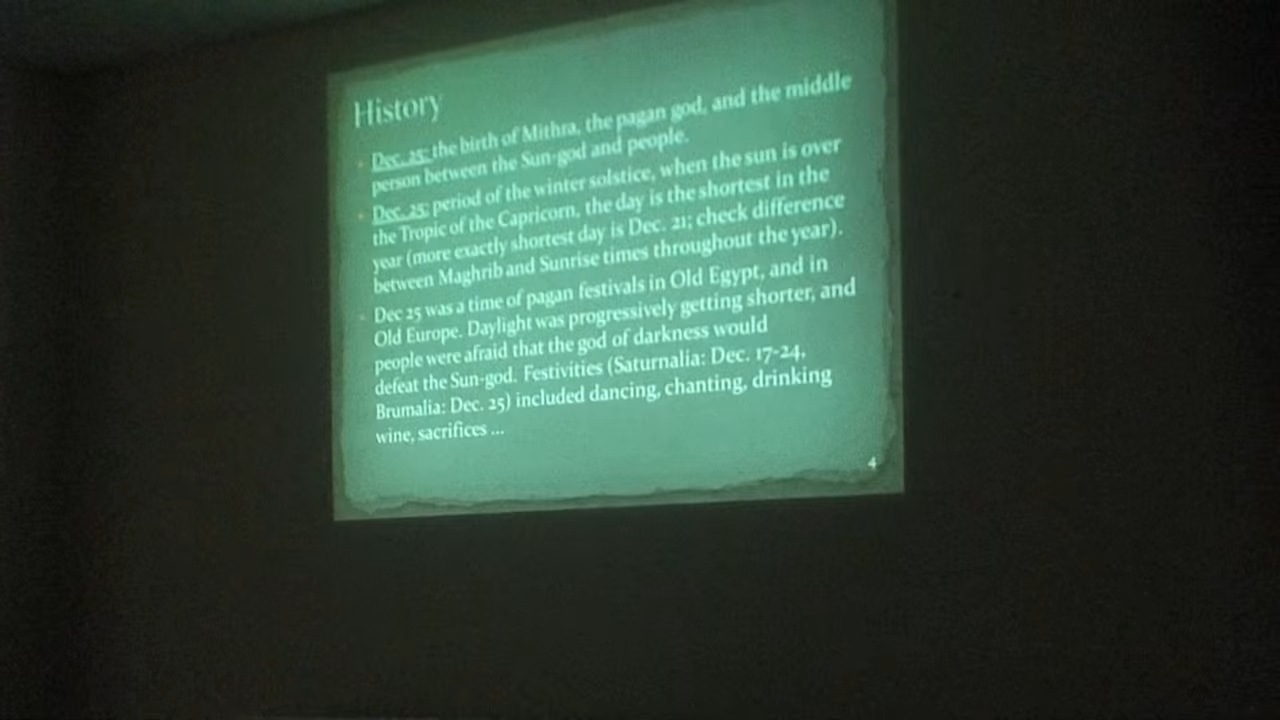 History
Dec. 25: the birth of Mithra, the pagan god, and the middle
person between the Sun-god and people.
Dec. 25: period of the winter solstice, when the sun is over
the Tropic of the Capricorn, the day is the shortest in the
year (more exactly shortest day is Dec. 21; check difference
between Maghrib and Sunrise times throughout the year).
Dec 25 was a time of pagan festivals in Old Egypt, and in
Old Europe. Daylight was progressively getting shorter, and
people were afraid that the god of darkness would
defeat the Sun-god. Festivities (Saturnalia: Dec. 17-24,
Brumalia: Dec. 25) included dancing, chanting, drinking
wine, sacrifices ...
4